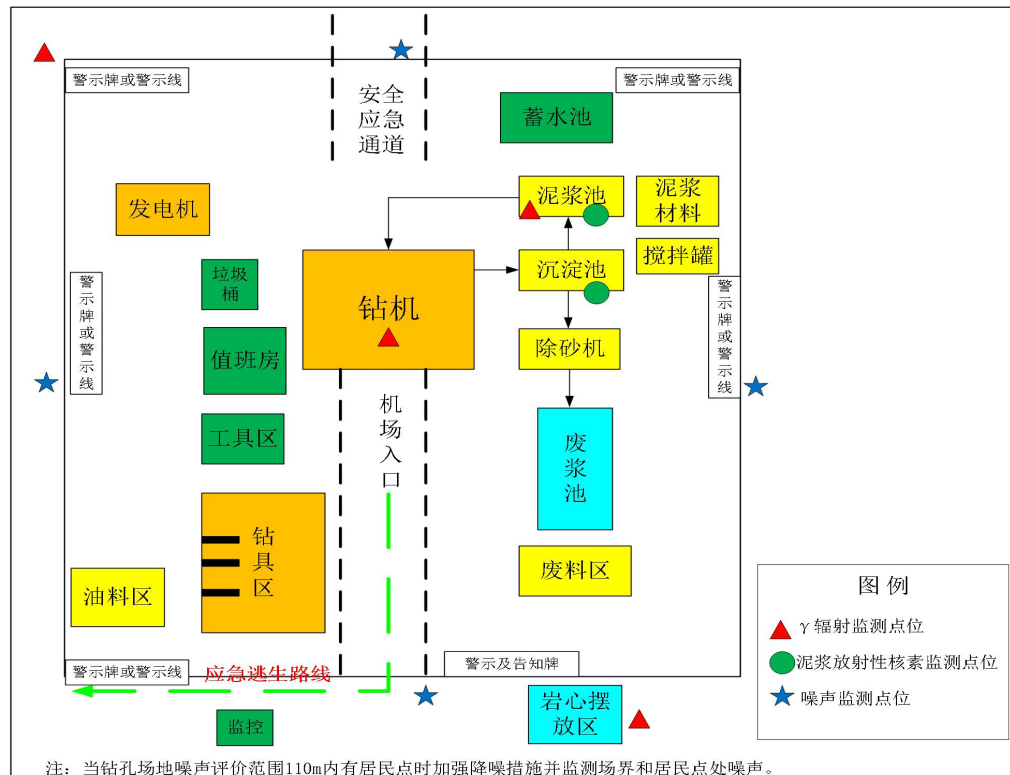 警示牌或警示线
安全
应急
通道
警示牌或警示线
蓄水池
发电机
泥浆池
泥浆
材料
垃圾
桶
钻机
沉淀池
搅拌罐
警示牌或警示线
值班房
除砂机
警示牌或警示线
工具区
机场入口
废浆池
钻具区
油料区
废料区
图例
γ辐射监测点位
泥浆放射性核素监测点位
噪声监测点位
警示牌或警示线
应急逃生路线
警示及告知牌
监控
岩心摆
放区
注：当钻孔场地噪声评价范围110m内有居民点时加强降噪措施并监测场界和居民点处噪声。